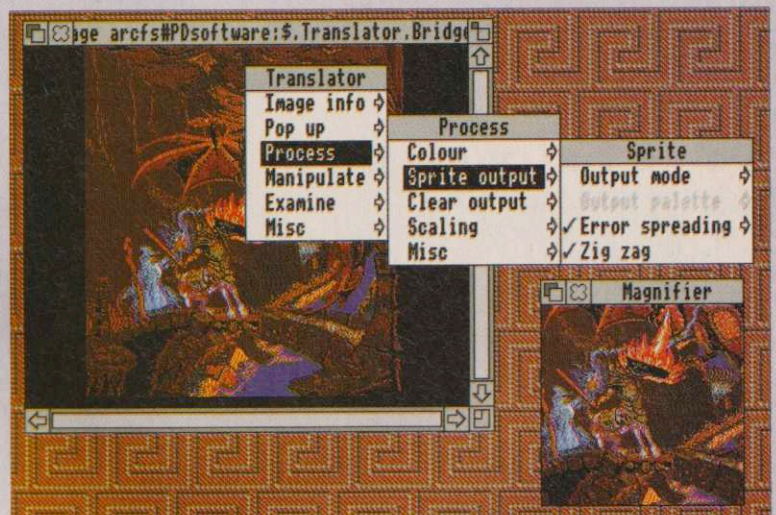 age arcfs#PDsoftware:$.Translator.Bridge
Translator
Image info
Pop up
Process
Manipulate
Examine
Misc
Process
Colour
Sprite output
Clear output
Scaling
Misc
Sprite
Output mode
Output palette
Error spreading
Zig zag
Magnifier